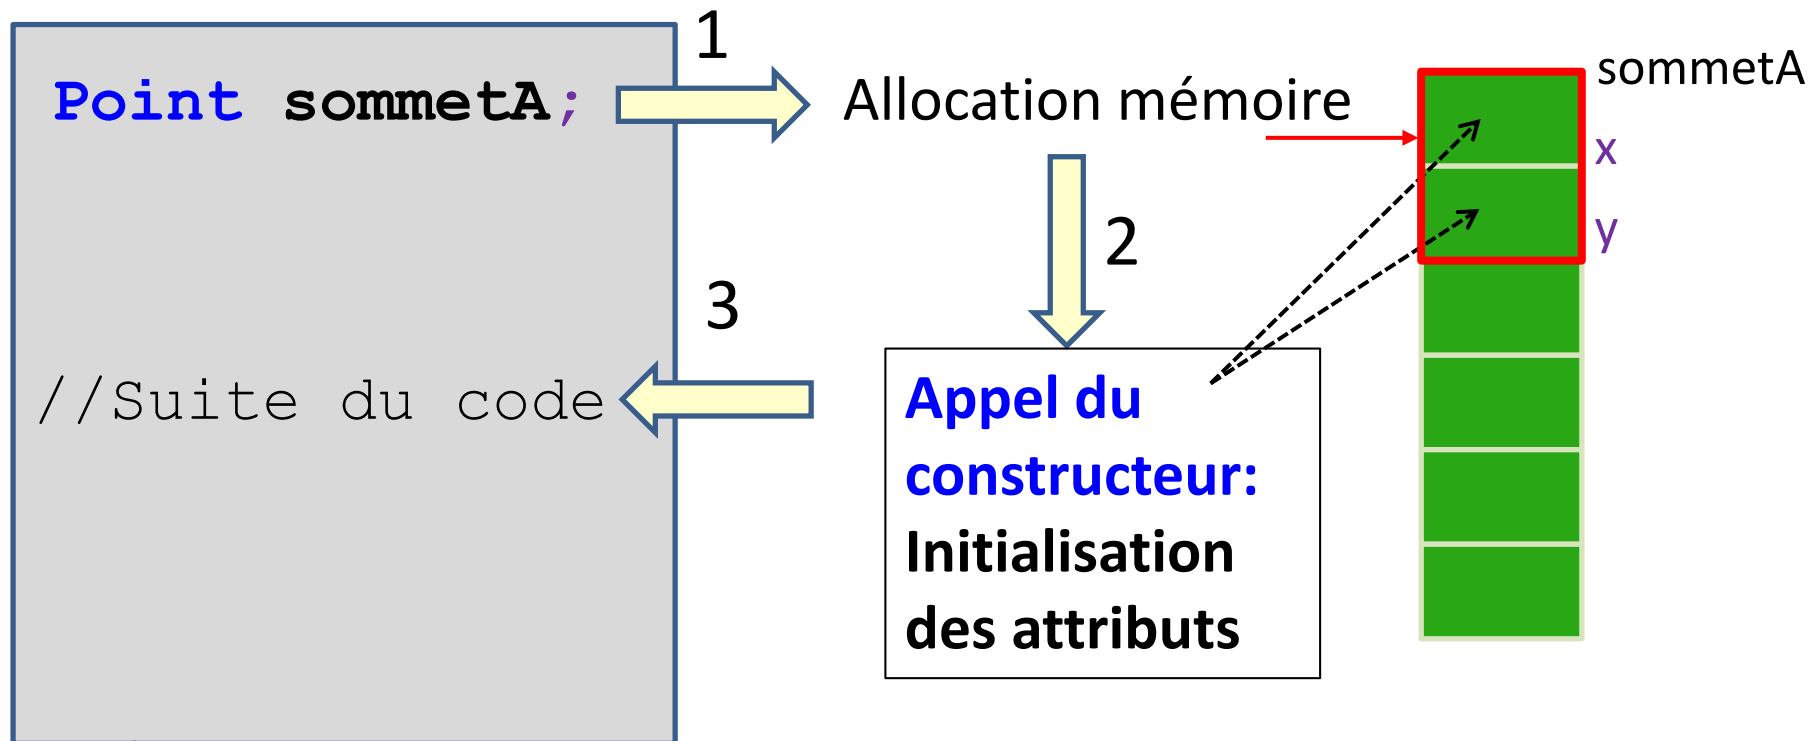 Point sommetA;
1
Allocation mémoire
sommetA
x
y
2
3
//Suite du code
Appel du
constructeur:
Initialisation
des attributs